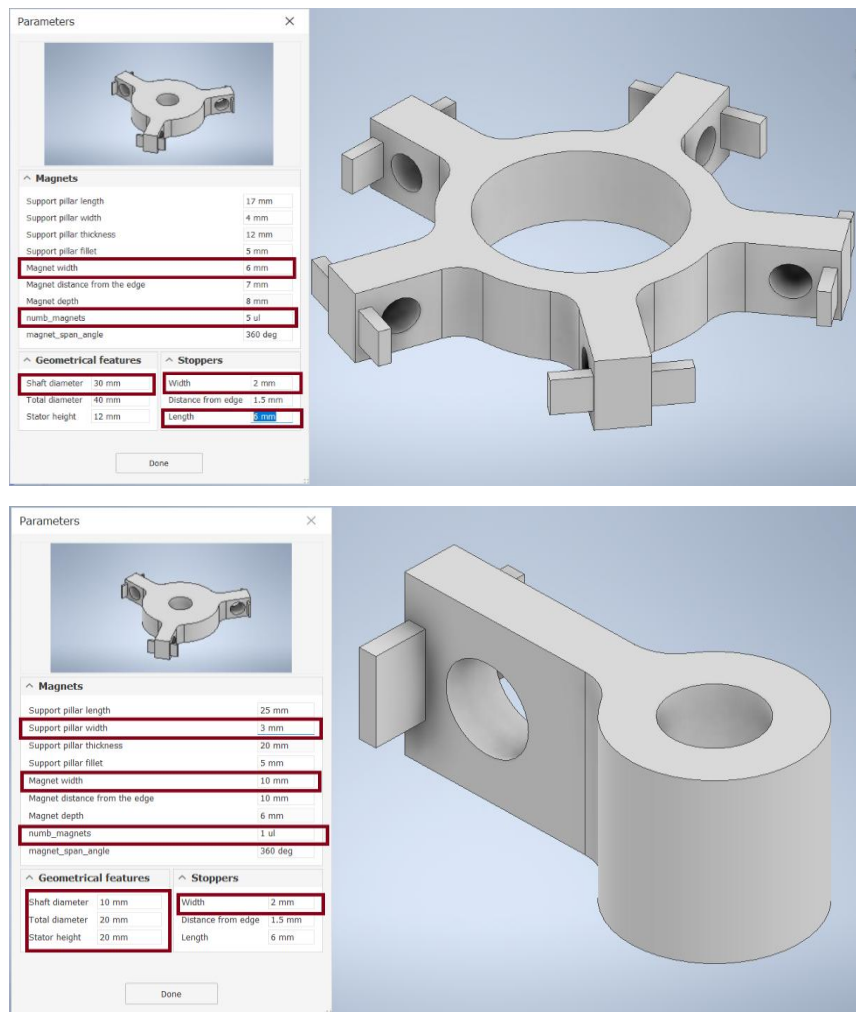 Parameters
Magnets
Support pillar length 17 mm
Support pillar width 4 mm
Support pillar thickness 12 mm
Support pillar fillet 5 mm
Magnet width 6 mm
Magnet distance from the edge 7 mm
Magnet depth 8 mm
numb_magnets 5 ul
magnet_span_angle 360 deg
Geometrical features
Shaft diameter 30 mm
Total diameter 40 mm
Stator height 12 mm
Stoppers
Width 2 mm
Distance from edge 1.5 mm
Length 6 mm
Done
Parameters
Magnets
Support pillar length 25 mm
Support pillar width 3 mm
Support pillar thickness 20 mm
Support pillar fillet 5 mm
Magnet width 10 mm
Magnet distance from the edge 10 mm
Magnet depth 6 mm
numb_magnets 1 ul
magnet_span_angle 360 deg
Geometrical features
Shaft diameter 10 mm
Total diameter 20 mm
Stator height 20 mm
Stoppers
Width 2 mm
Distance from edge 1.5 mm
Length 6 mm
Done